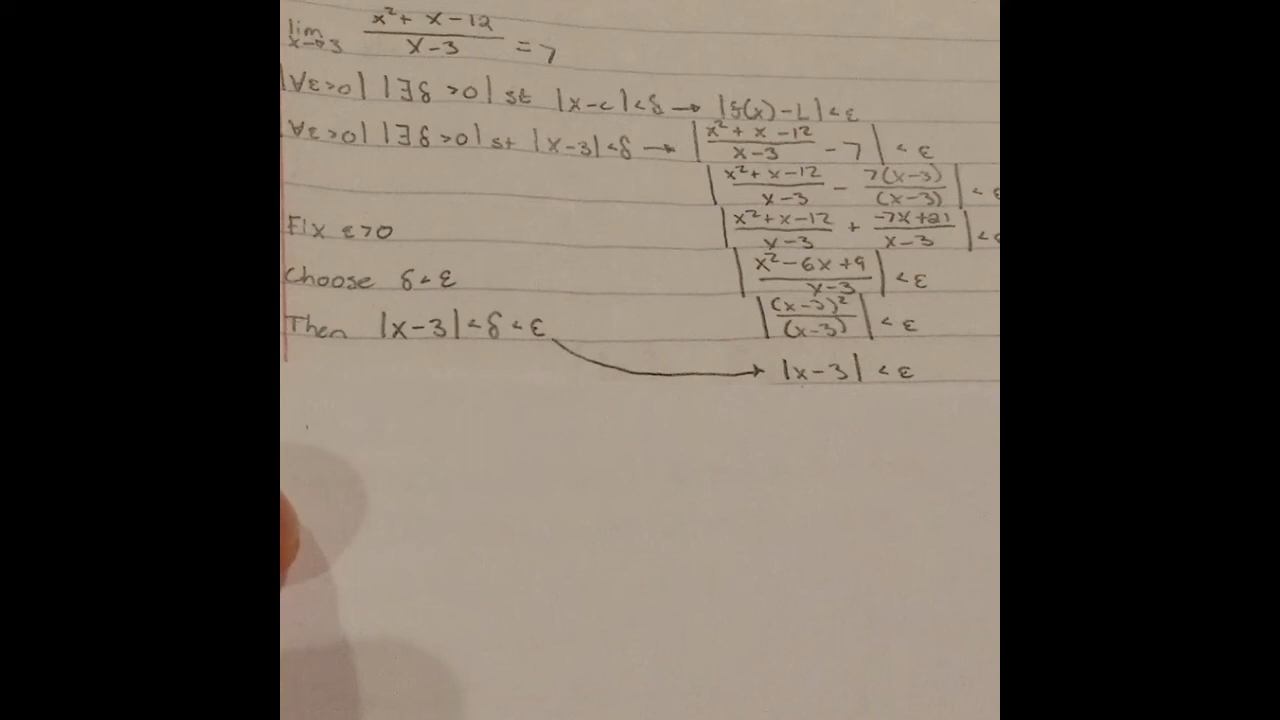 lim x→3 x²+x-12 / x-3 = 7
|∀ε>0| |∃δ>0| st |x-c|<δ → |f(x)-L|<ε
∀ε>0| |∃δ>0| st |x-3|<δ → |x²+x-12 / x-3 - 7| < ε
|x²+x-12 / x-3 - 7(x-3) / (x-3)| < ε
Fix ε>0 |x²+x-12 / x-3 + -7x+21 / x-3| < ε
Choose δ<ε |x²-6x+9 / x-3| < ε
|(x-3)² / (x-3)| < ε
Then |x-3|<δ<ε
→ |x-3| < ε